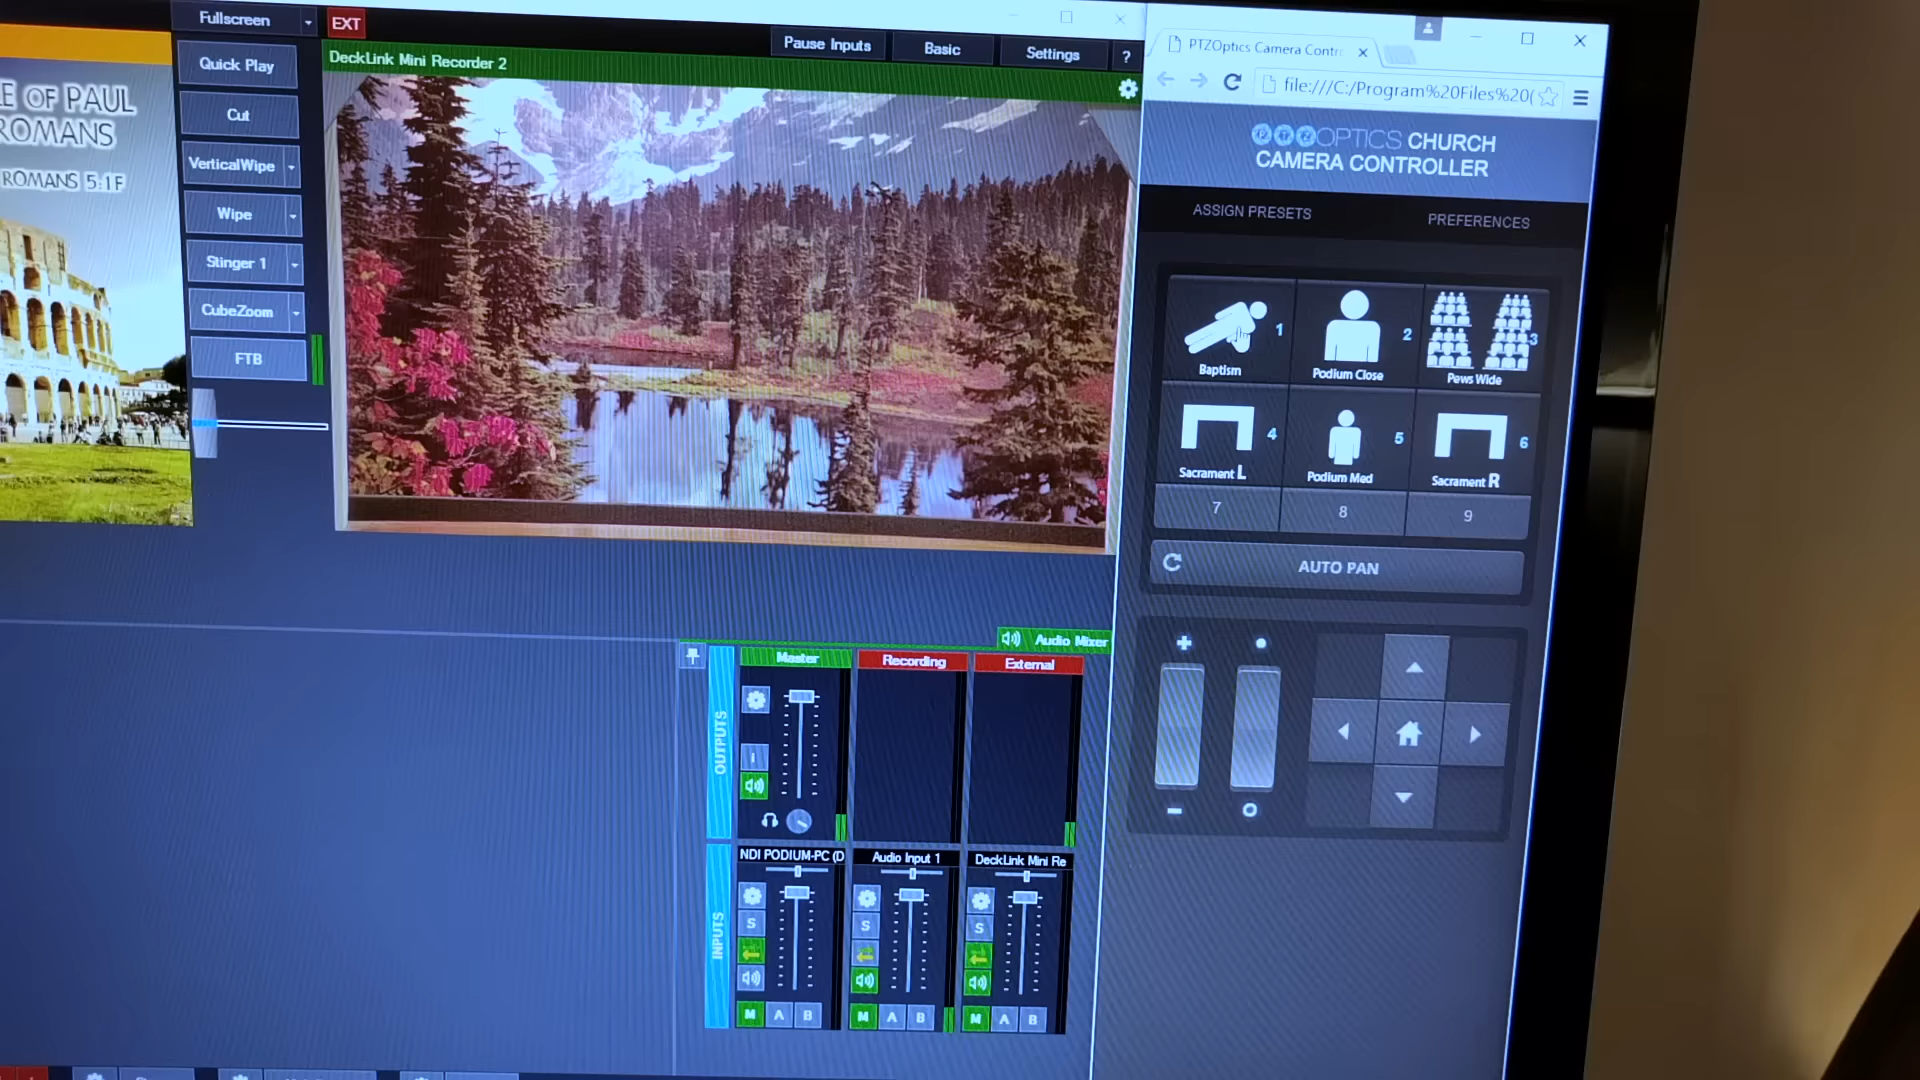 Fullscreen
EXT
Pause Inputs
Basic
Settings
?
DeckLink Mini Recorder 2
Quick Play
Cut
VerticalWipe
Wipe
Stinger 1
CubeZoom
FTB
OF PAUL
ROMANS
ROMANS 5:1F
PTZOptics Camera Contr
file:///C:/Program%20Files%20(
PTZOPTICS CHURCH
CAMERA CONTROLLER
ASSIGN PRESETS
PREFERENCES
1
Baptism
2
Podium Close
3
Pews Wide
4
Sacrament L
5
Podium Med
6
Sacrament R
7
8
9
AUTO PAN
Audio Mixer
OUTPUTS
Master
Recording
External
INPUTS
NDI PODIUM-PC (D
Audio Input 1
DeckLink Mini Re
S
S
S
M A B
M A B
M A B